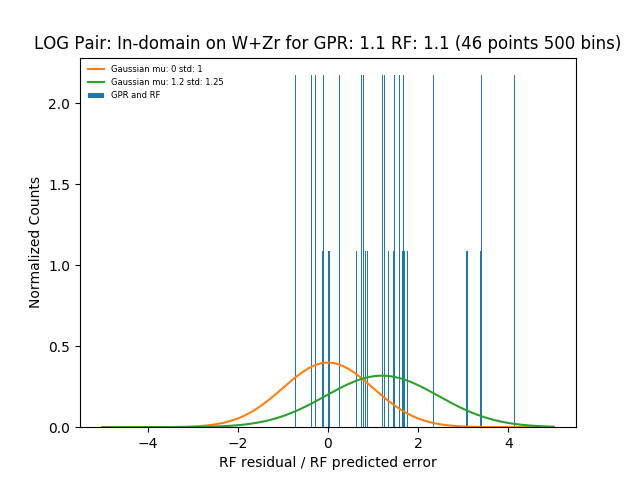 LOG Pair: In-domain on W+Zr for GPR: 1.1 RF: 1.1 (46 points 500 bins)
Gaussian mu: 0 std: 1
Gaussian mu: 1.2 std: 1.25
GPR and RF
2.0
1.5
1.0
0.5
0.0
Normalized Counts
−4 −2 0 2 4
RF residual / RF predicted error